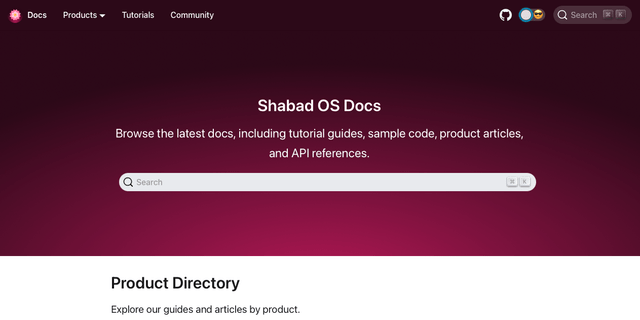 Docs Products Tutorials Community Search ⌘ K
Shabad OS Docs
Browse the latest docs, including tutorial guides, sample code, product articles,
and API references.
Search ⌘ K
Product Directory
Explore our guides and articles by product.